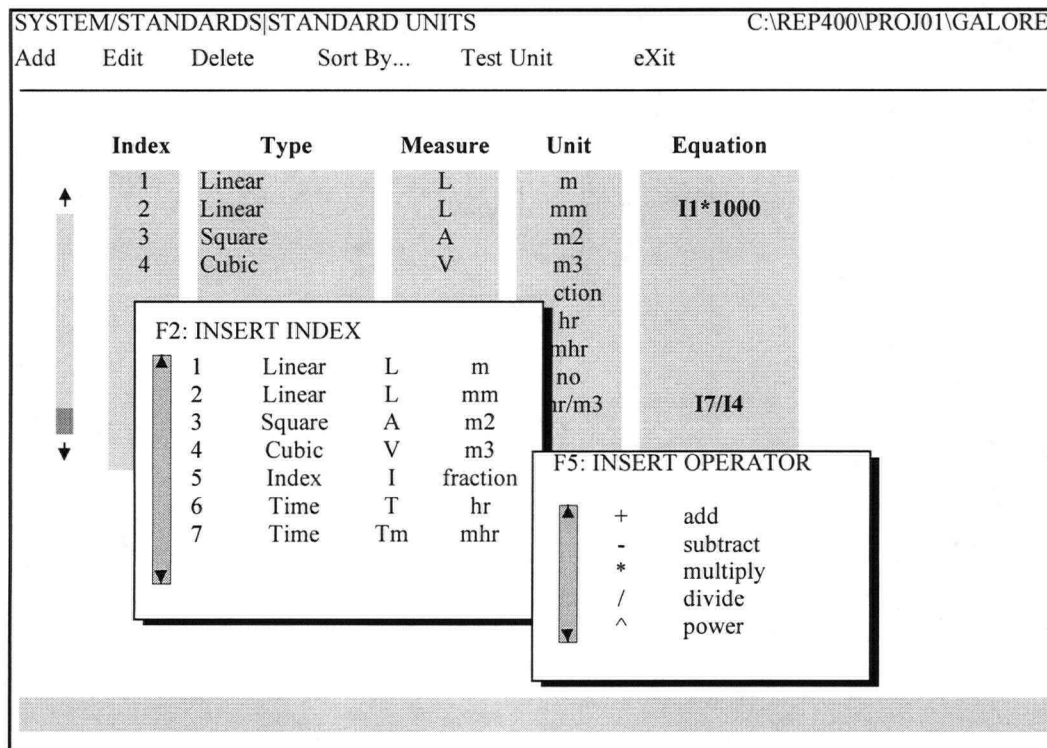 SYSTEM/STANDARDS|STANDARD UNITS C:\REP400\PROJ01\GALORE
Add Edit Delete Sort By... Test Unit eXit
Index Type Measure Unit Equation
1 Linear L m
2 Linear L mm I1*1000
3 Square A m2
4 Cubic V m3
ction
hr
mhr
no
hr/m3 I7/I4
F2: INSERT INDEX
1 Linear L m
2 Linear L mm
3 Square A m2
4 Cubic V m3
5 Index I fraction
6 Time T hr
7 Time Tm mhr
F5: INSERT OPERATOR
+ add
- subtract
* multiply
/ divide
^ power